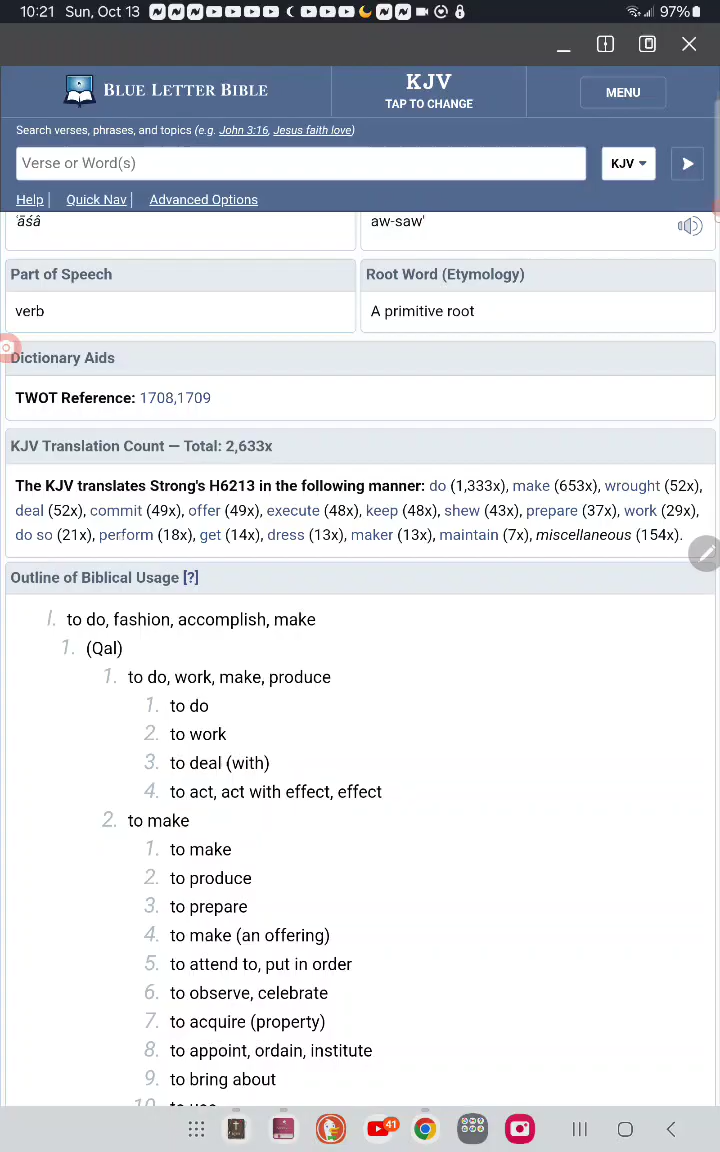 10:21 Sun, Oct 13
97%
BLUE LETTER BIBLE
KJV
TAP TO CHANGE
MENU
Search verses, phrases, and topics (e.g. John 3:16, Jesus faith love)
Verse or Word(s)
KJV
Help | Quick Nav | Advanced Options
ʿāśâ
aw-saw'
Part of Speech
Root Word (Etymology)
verb
A primitive root
Dictionary Aids
TWOT Reference: 1708,1709
KJV Translation Count — Total: 2,633x
The KJV translates Strong's H6213 in the following manner: do (1,333x), make (653x), wrought (52x),
deal (52x), commit (49x), offer (49x), execute (48x), keep (48x), shew (43x), prepare (37x), work (29x),
do so (21x), perform (18x), get (14x), dress (13x), maker (13x), maintain (7x), miscellaneous (154x).
Outline of Biblical Usage [?]
I. to do, fashion, accomplish, make
1. (Qal)
1. to do, work, make, produce
1. to do
2. to work
3. to deal (with)
4. to act, act with effect, effect
2. to make
1. to make
2. to produce
3. to prepare
4. to make (an offering)
5. to attend to, put in order
6. to observe, celebrate
7. to acquire (property)
8. to appoint, ordain, institute
9. to bring about
10. to use
41